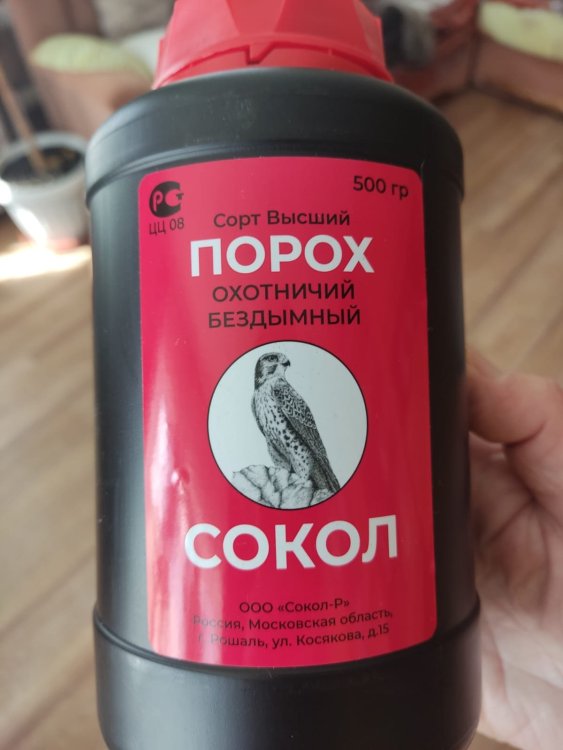 РСТ
ЦЦ 08
500 гр
Сорт Высший
ПОРОХ
ОХОТНИЧИЙ
БЕЗДЫМНЫЙ
СОКОЛ
ООО «Сокол-Р»
Россия, Московская область,
г. Рошаль, ул. Косякова, д.15